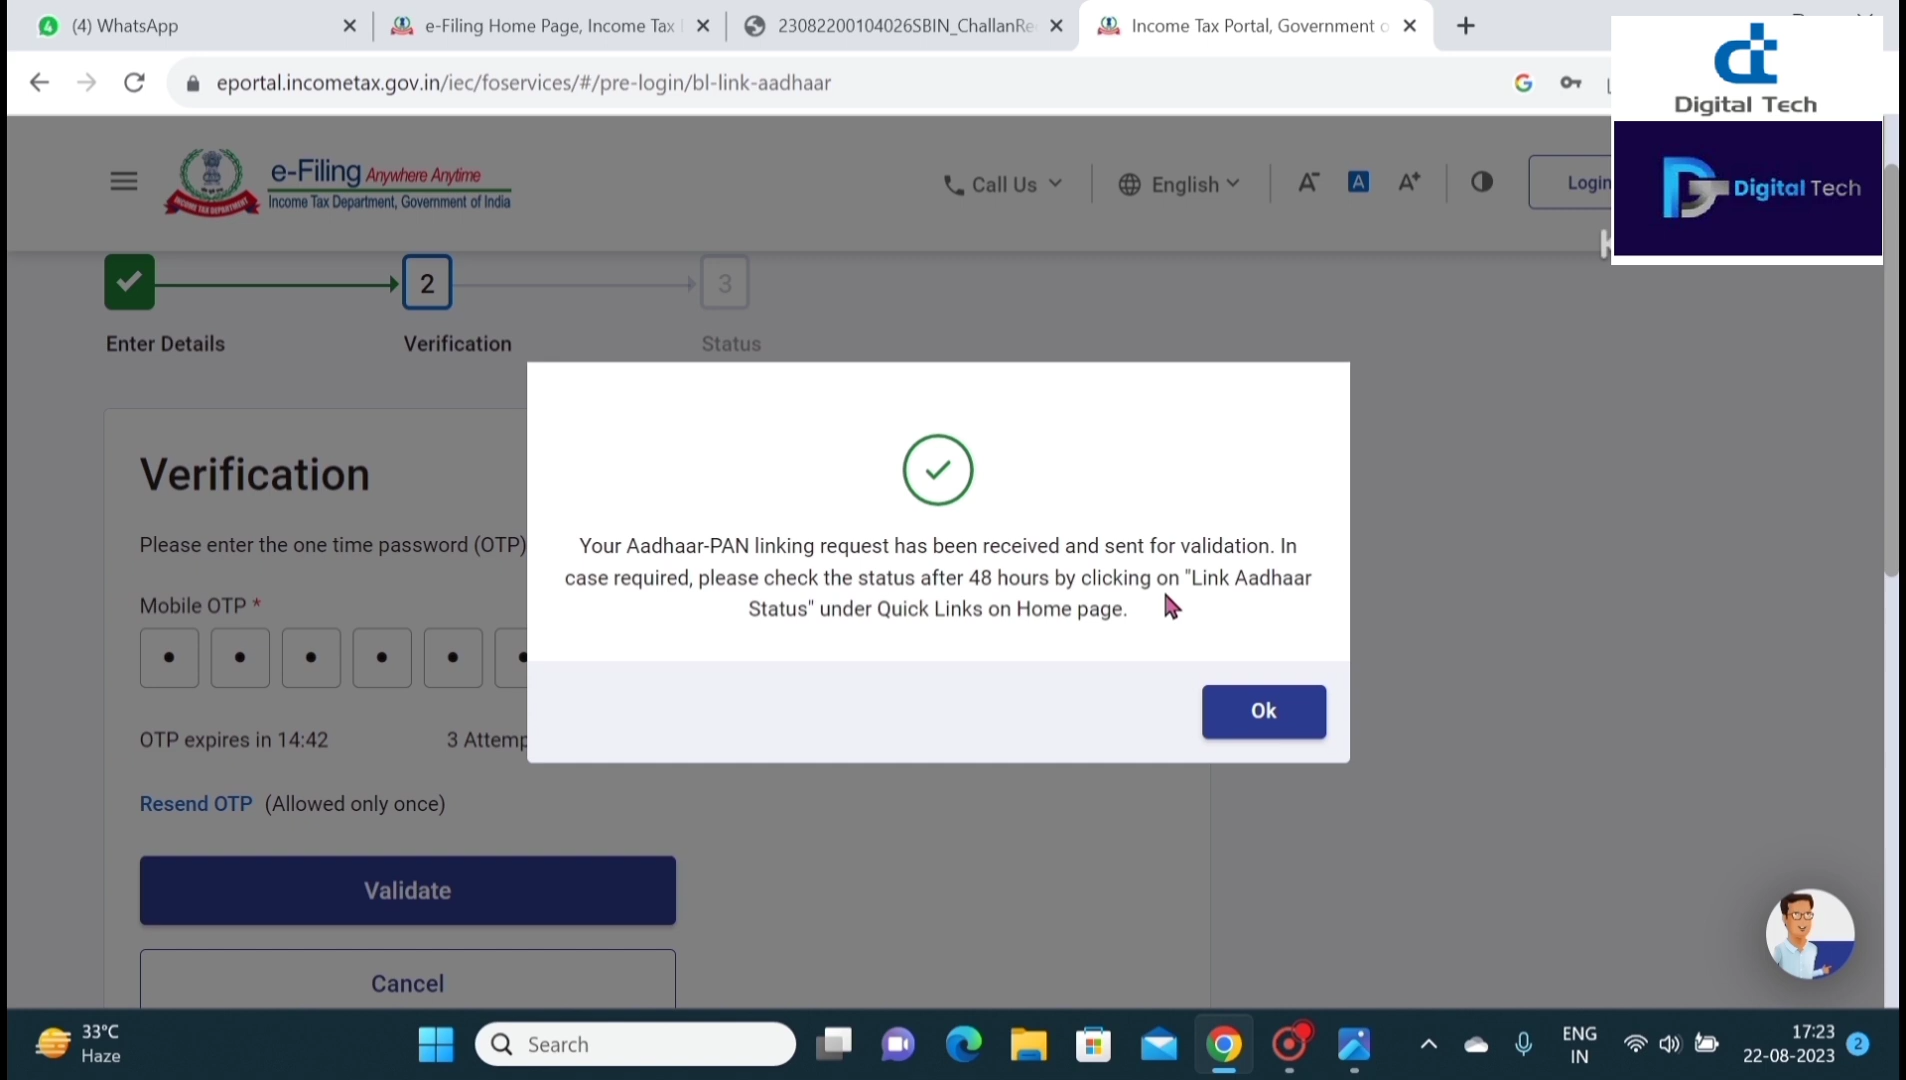 (4) WhatsApp
e-Filing Home Page, Income Tax
23082200104026SBIN_ChallanRe
Income Tax Portal, Government o
eportal.incometax.gov.in/iec/foservices/#/pre-login/bl-link-aadhaar
Digital Tech
Digital Tech
e-Filing Anywhere Anytime
Income Tax Department, Government of India
INCOME TAX DEPARTMENT
Call Us
English
A-
A
A+
Login
2
3
Enter Details
Verification
Status
Verification
Please enter the one time password (OTP)
Mobile OTP *
OTP expires in 14:42
3 Attemp
Resend OTP (Allowed only once)
Validate
Cancel
Your Aadhaar-PAN linking request has been received and sent for validation. In
case required, please check the status after 48 hours by clicking on "Link Aadhaar
Status" under Quick Links on Home page.
Ok
33°C
Haze
Search
ENG
IN
17:23
22-08-2023
2